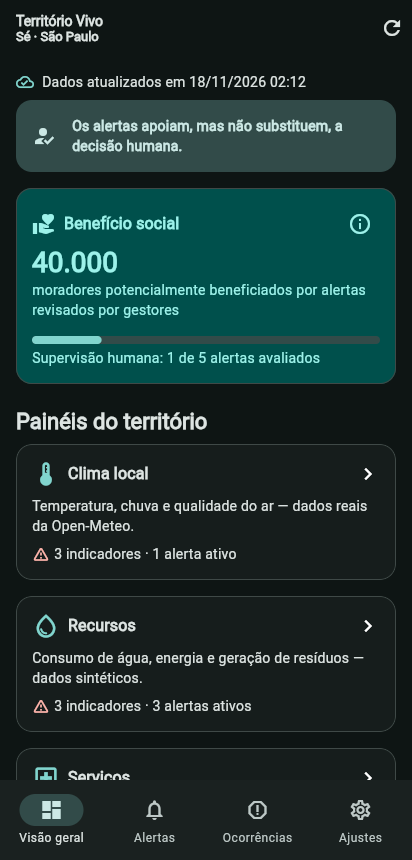 Território Vivo
Sé · São Paulo
Dados atualizados em 18/11/2026 02:12
Os alertas apoiam, mas não substituem, a
decisão humana.
Benefício social
40.000
moradores potencialmente beneficiados por alertas
revisados por gestores
Supervisão humana: 1 de 5 alertas avaliados
Painéis do território
Clima local
Temperatura, chuva e qualidade do ar — dados reais
da Open-Meteo.
3 indicadores · 1 alerta ativo
Recursos
Consumo de água, energia e geração de resíduos —
dados sintéticos.
3 indicadores · 3 alertas ativos
Serviços
Visão geral
Alertas
Ocorrências
Ajustes